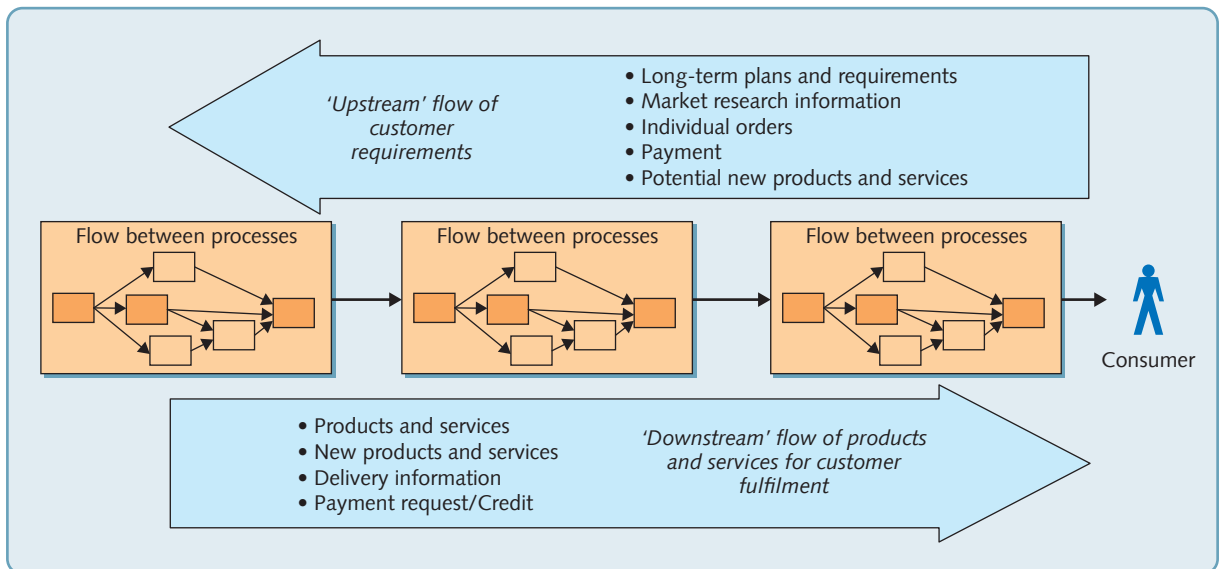 'Upstream' flow of
customer
requirements
• Long-term plans and requirements
• Market research information
• Individual orders
• Payment
• Potential new products and services
Flow between processes
Flow between processes
Flow between processes
Consumer
• Products and services
• New products and services
• Delivery information
• Payment request/Credit
'Downstream' flow of products
and services for customer
fulfilment